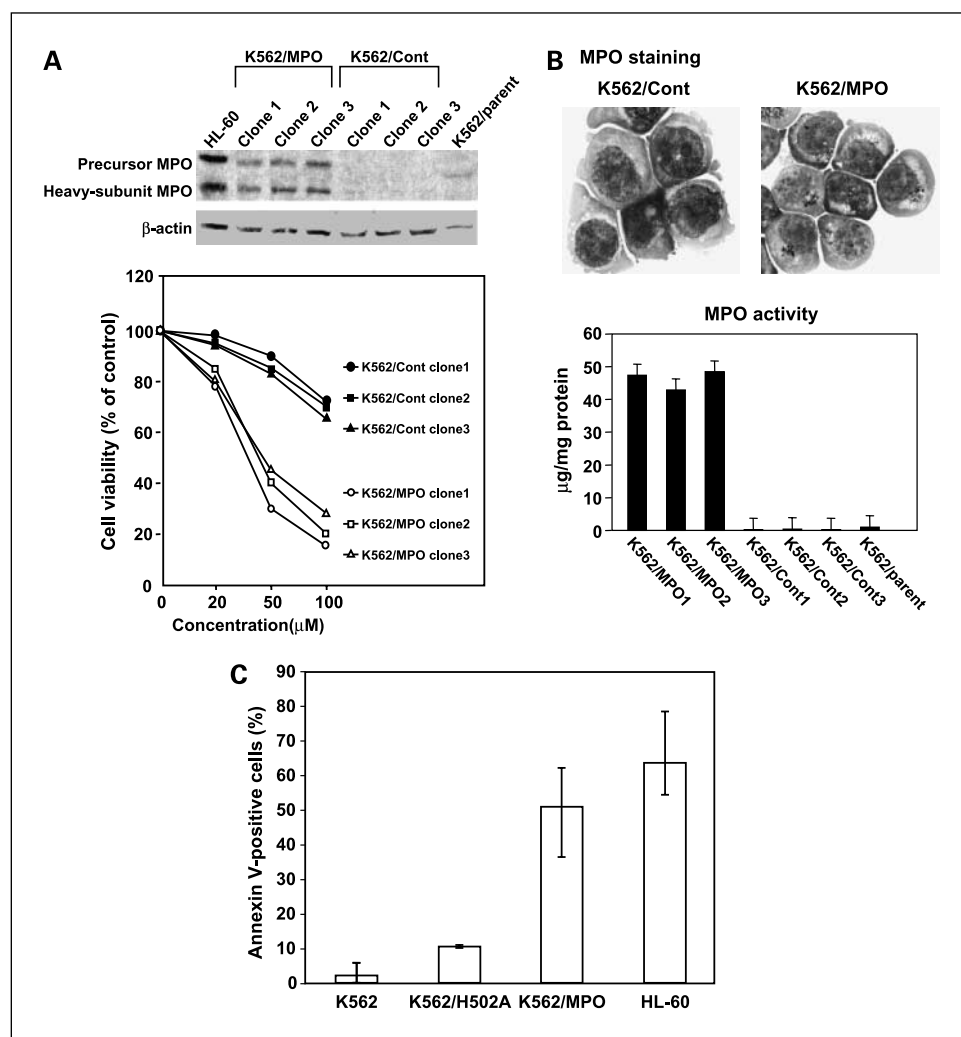 A
K562/MPO K562/Cont
HL-60 Clone 1 Clone 2 Clone 3 Clone 1 Clone 2 Clone 3 K562/parent
Precursor MPO
Heavy-subunit MPO
β-actin
120
100
80
60
40
20
0
Cell viability (% of control)
K562/Cont clone1
K562/Cont clone2
K562/Cont clone3
K562/MPO clone1
K562/MPO clone2
K562/MPO clone3
0 20 50 100
Concentration(μM)
B
MPO staining
K562/Cont K562/MPO
MPO activity
60
50
40
30
20
10
0
μg/mg protein
K562/MPO1 K562/MPO2 K562/MPO3 K562/Cont1 K562/Cont2 K562/Cont3 K562/parent
C
90
80
70
60
50
40
30
20
10
0
Annexin V-positive cells (%)
K562 K562/H502A K562/MPO HL-60